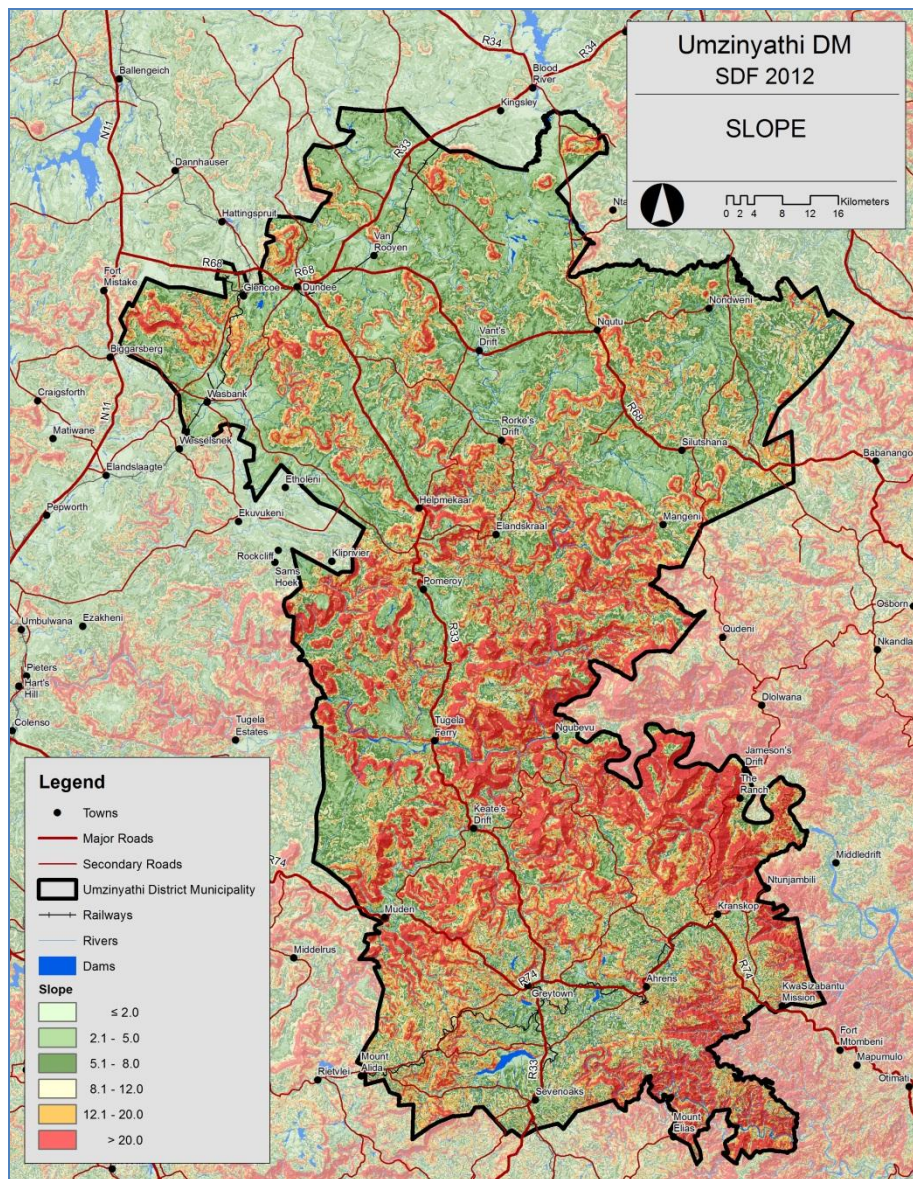 Umzinyathi DM
SDF 2012
SLOPE
Kilometers
0 2 4 8 12 16
R34
R34
Ballengeich
Blood
River
Kingsley
N11
R33
Dannhauser
Hattingspruit
Van
Rooyen
R68
R68
Fort
Mistake
Glencoe
Dundee
Nondweni
Vant's
Drift
Nqutu
Biggarsberg
Craigsforth
Wasbank
N11
R68
Matiwane
Rorke's
Drift
Wesselsnek
Silutshana
Babanango
Elandslaagte
Etholeni
Pepworth
Helpmekaar
Ekuvukeni
Mangeni
Elandskraal
Rockcliff
Kliprivier
Sams
Hoek
Pomeroy
Osborn
Umbulwana
Ezakheni
R33
Qudeni
Nkandla
Pieters
Hart's
Hill
Dlolwana
Colenso
Tugela
Estates
Tugela
Ferry
Ngubevu
Jameson's
Drift
The
Ranch
Keate's
Drift
Middledrift
R74
Ntunjambili
Muden
Kranskop
Middelrus
R74
R74
Greytown
Ahrens
KwaSizabantu
Mission
Fort
Mtombeni
Mapumulo
Rietvlei
Mount
Alida
R33
Otimati
Sevenoaks
Mount
Elias
Legend
Towns
Major Roads
Secondary Roads
Umzinyathi District Municipality
Railways
Rivers
Dams
Slope
≤ 2.0
2.1 - 5.0
5.1 - 8.0
8.1 - 12.0
12.1 - 20.0
> 20.0